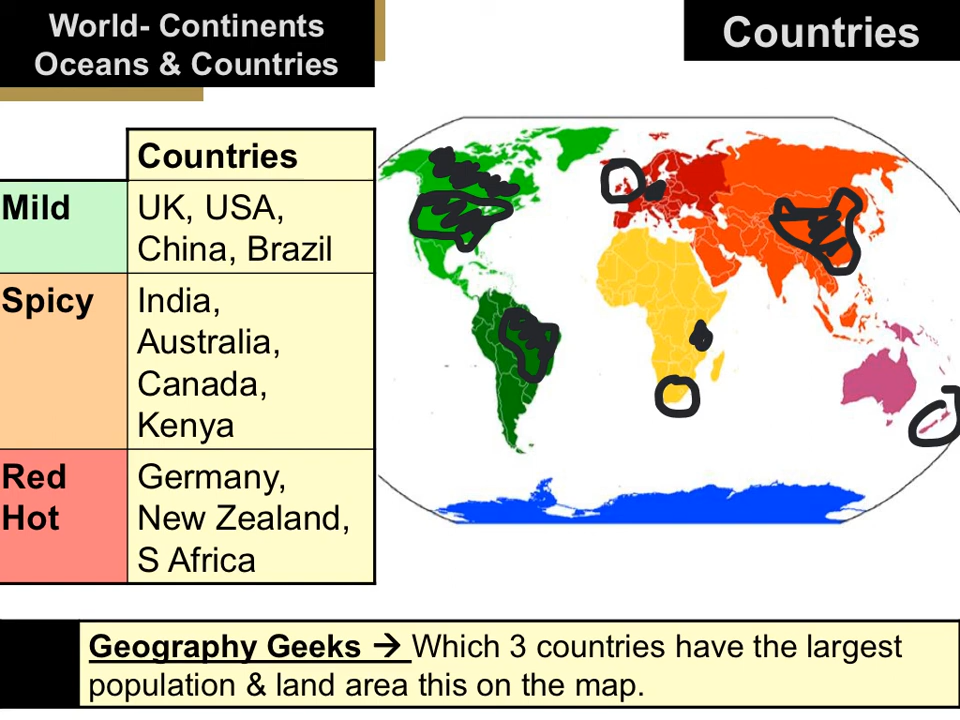 World- Continents
Oceans & Countries
Countries
Countries
Mild
UK, USA,
China, Brazil
Spicy
India,
Australia,
Canada,
Kenya
Red
Hot
Germany,
New Zealand,
S Africa
Geography Geeks → Which 3 countries have the largest
population & land area this on the map.